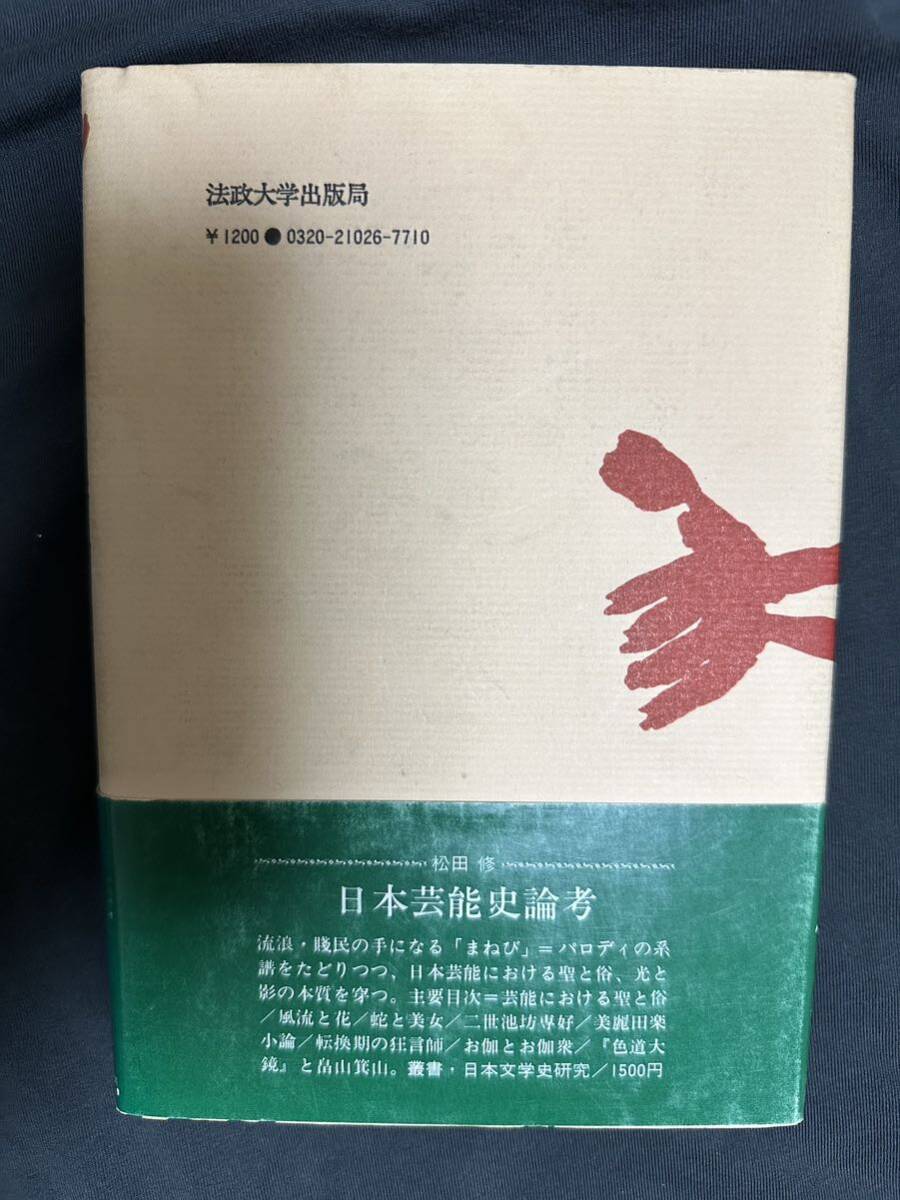 法政大学出版局
¥1200●0320-21026-7710
松田 修
日本芸能史論考
流浪・賤民の手になる「まねび」＝パロディの系
譜をたどりつつ、日本芸能における聖と俗、光と
影の本質を穿つ。主要目次＝芸能における聖と俗
／風流と花／蛇と美女／二世池坊専好／美麗田楽
小論／転換期の狂言師／お伽とお伽衆／『色道大
鏡』と畠山箕山。叢書・日本文学史研究／1500円